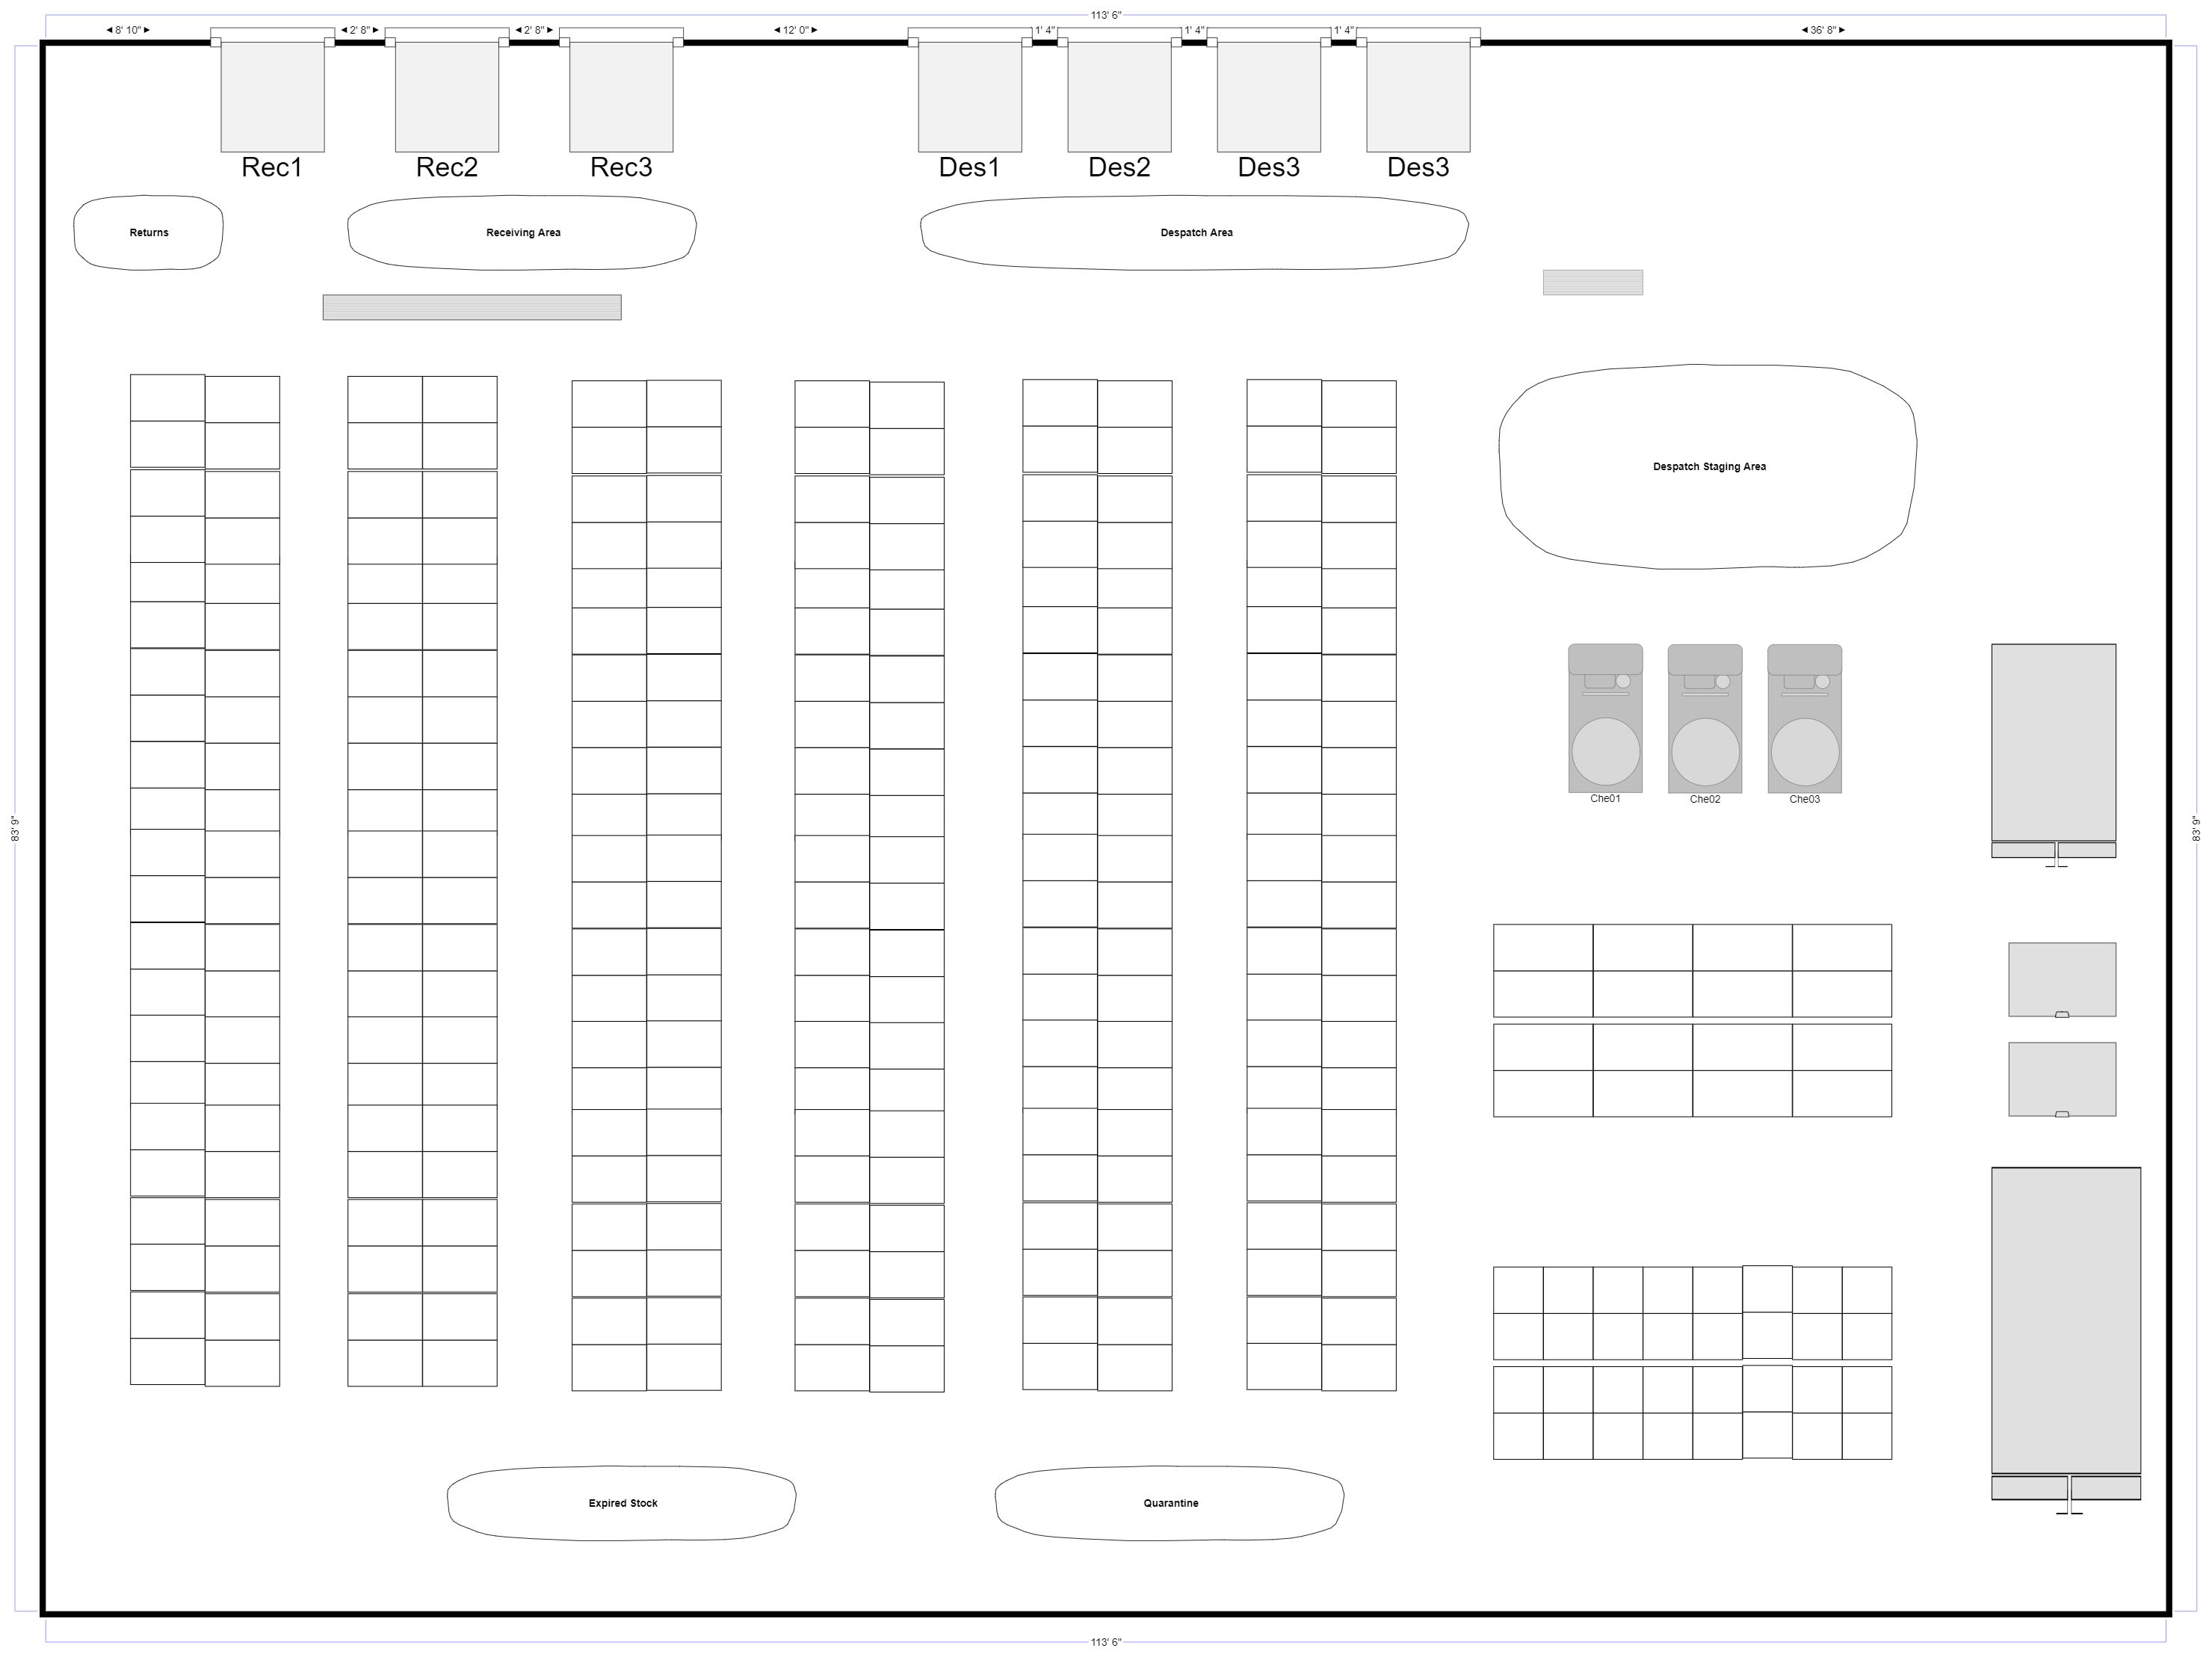 113' 6"
8' 10"
2' 8"
2' 8"
12' 0"
1' 4"
1' 4"
1' 4"
36' 8"
Rec1
Rec2
Rec3
Des1
Des2
Des3
Des3
Returns
Receiving Area
Despatch Area
Despatch Staging Area
Che01
Che02
Che03
83' 9"
83' 9"
Expired Stock
Quarantine
113' 6"